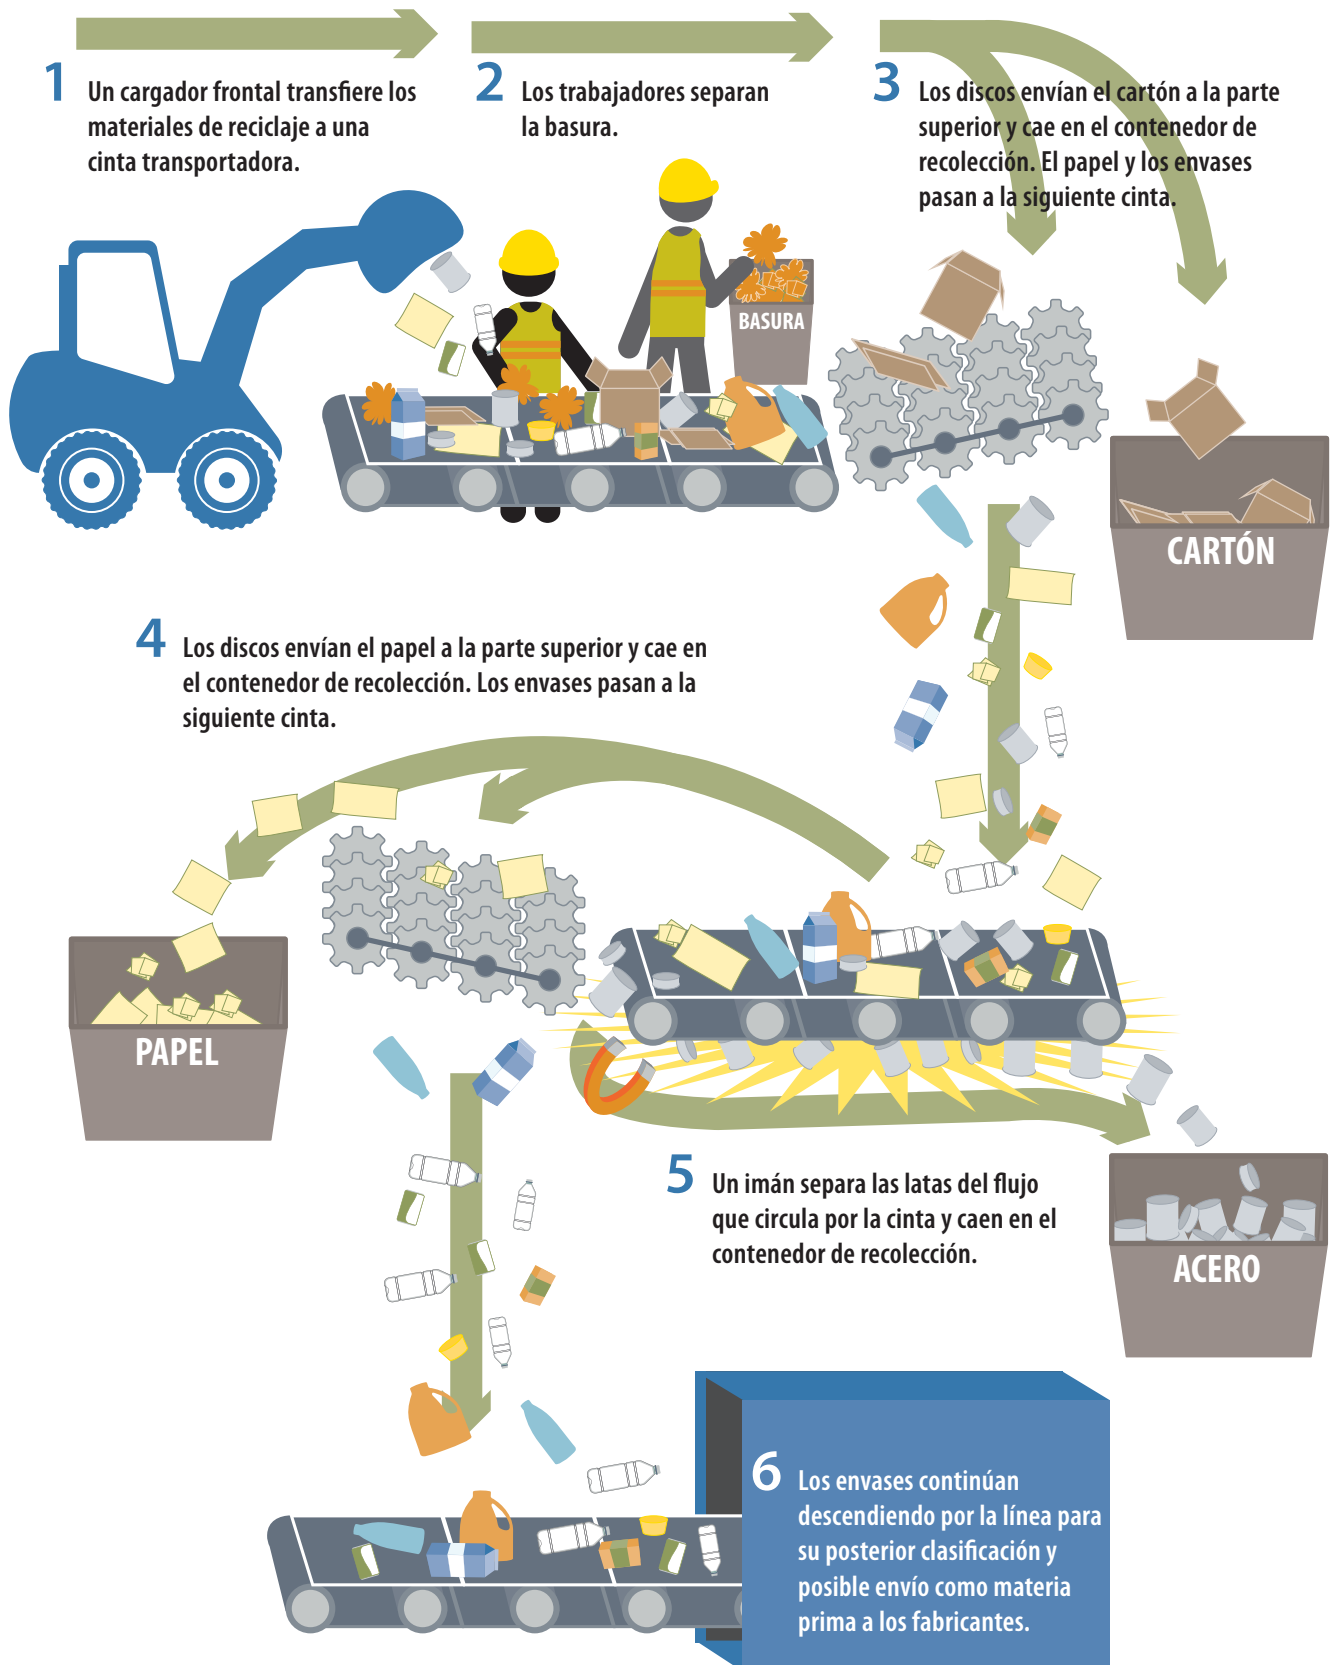 1 Un cargador frontal transfiere los
materiales de reciclaje a una
cinta transportadora.
2 Los trabajadores separan
la basura.
3 Los discos envían el cartón a la parte
superior y cae en el contenedor de
recolección. El papel y los envases
pasan a la siguiente cinta.
BASURA
CARTÓN
4 Los discos envían el papel a la parte superior y cae en
el contenedor de recolección. Los envases pasan a la
siguiente cinta.
PAPEL
5 Un imán separa las latas del flujo
que circula por la cinta y caen en el
contenedor de recolección.
ACERO
6 Los envases continúan
descendiendo por la línea para
su posterior clasificación y
posible envío como materia
prima a los fabricantes.